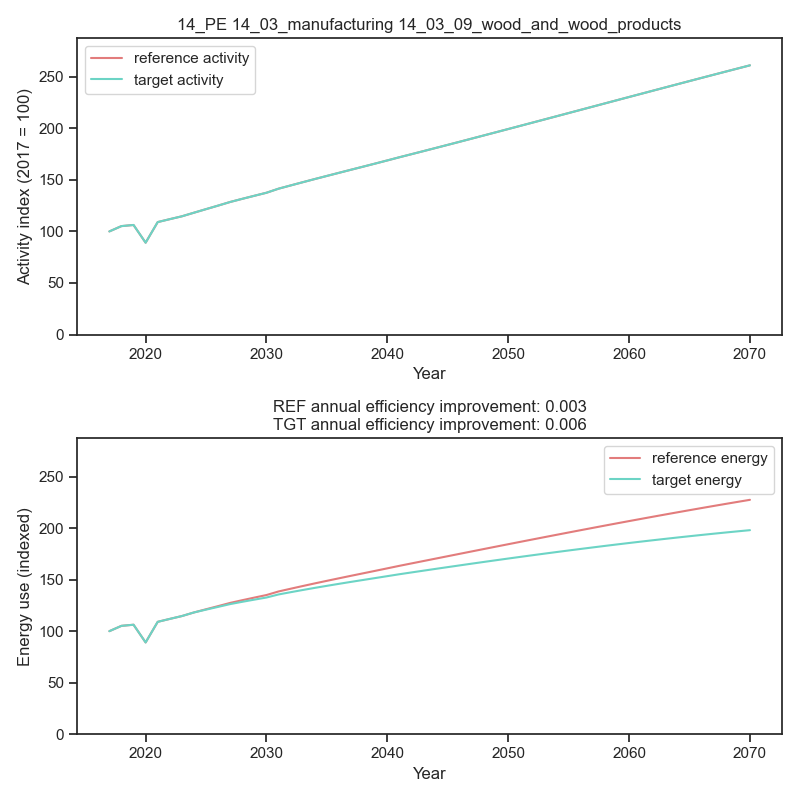 14_PE 14_03_manufacturing 14_03_09_wood_and_wood_products
reference activity
target activity
Activity index (2017 = 100)
250
200
150
100
50
0
2020 2030 2040 2050 2060 2070
Year
REF annual efficiency improvement: 0.003
TGT annual efficiency improvement: 0.006
reference energy
target energy
Energy use (indexed)
250
200
150
100
50
0
2020 2030 2040 2050 2060 2070
Year